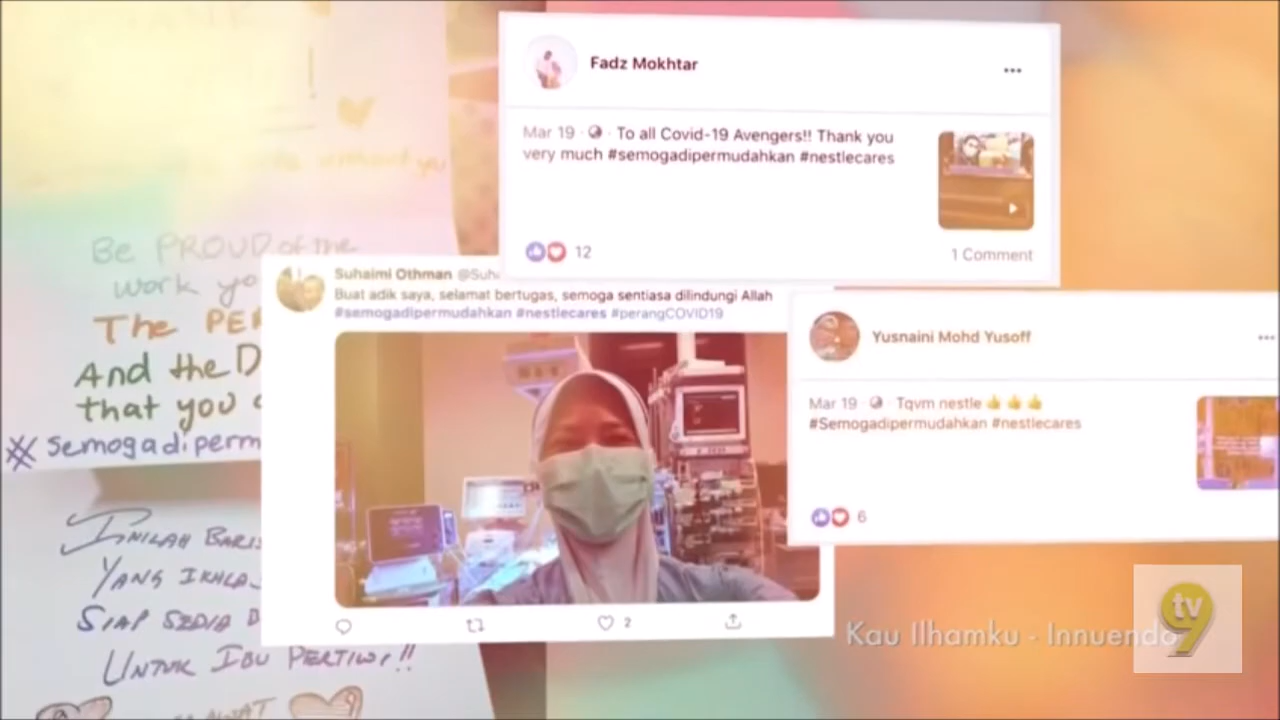 Fadz Mokhtar
Mar 19 · To all Covid-19 Avengers!! Thank you
very much #semogadipermudahkan #nestlecares
12
1 Comment
Be PROUD of the
work yo
The PER
And the D
that you
#semogadiperm
Suhaimi Othman @Suh
Buat adik saya, selamat bertugas, semoga sentiasa dilindungi Allah
#semogadipermudahkan #nestlecares #perangCOVID19
2
Yusnaini Mohd Yusoff
Mar 19 · Tqvm nestle 👍👍👍
#Semogadipermudahkan #nestlecares
6
INILAH BARIS
YANG IKHLAS
SIAP SEDIA B
UNTUK IBU PERTIWI!!
Kau Ilhamku - Innuendo
tv9